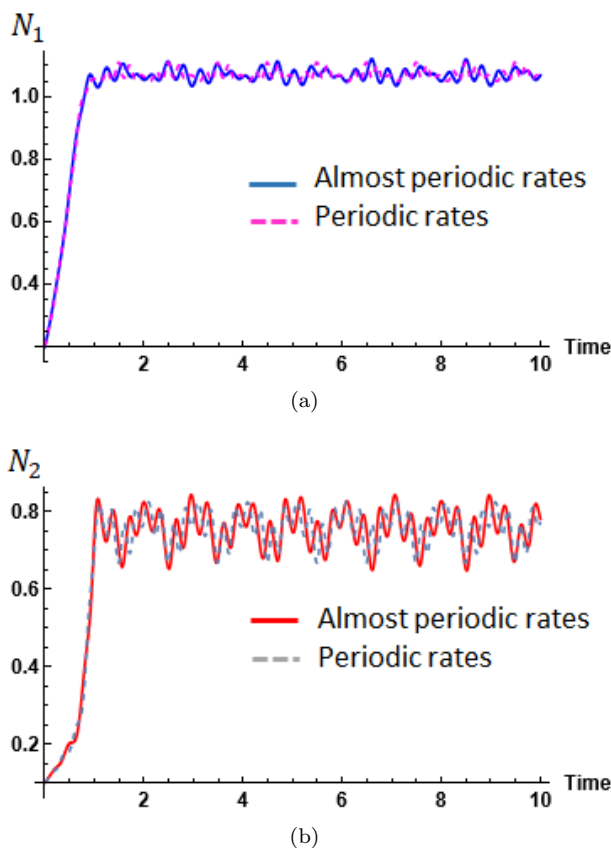 N₁
1.0
0.8
0.6
0.4
Almost periodic rates
Periodic rates
2 4 6 8 10
Time
(a)
N₂
0.8
0.6
0.4
0.2
Almost periodic rates
Periodic rates
2 4 6 8 10
Time
(b)